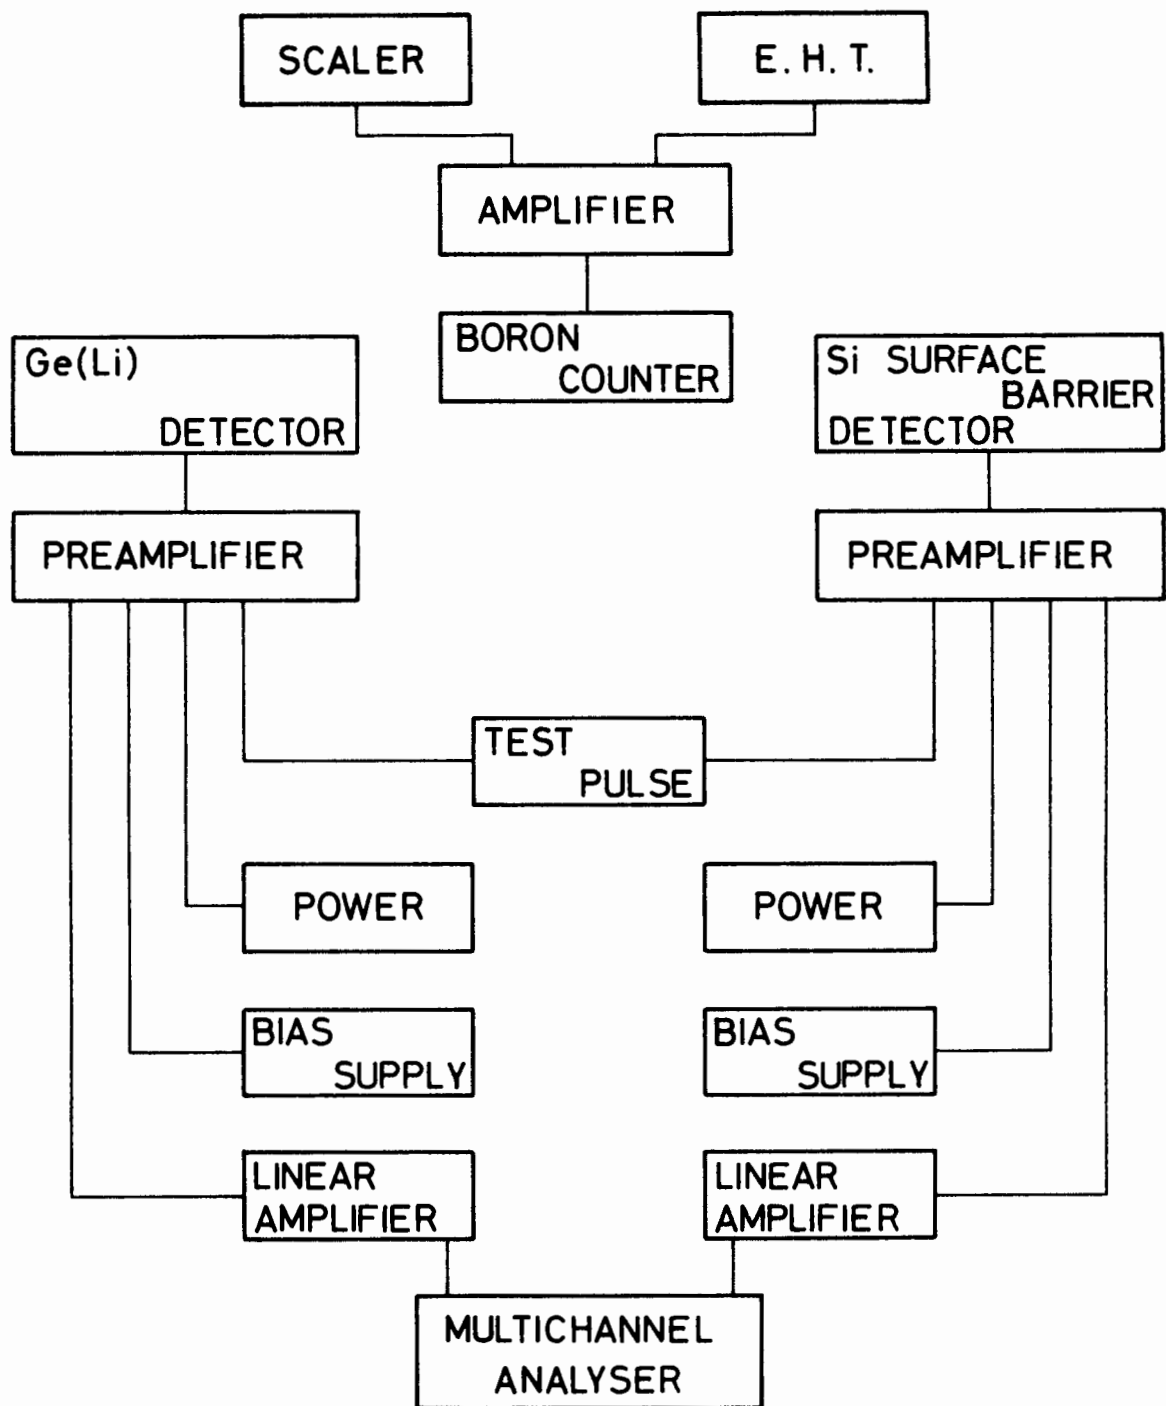 SCALER
E. H. T.
AMPLIFIER
BORON
COUNTER
Ge(Li)
DETECTOR
Si SURFACE
BARRIER
DETECTOR
PREAMPLIFIER
PREAMPLIFIER
TEST
PULSE
POWER
POWER
BIAS
SUPPLY
BIAS
SUPPLY
LINEAR
AMPLIFIER
LINEAR
AMPLIFIER
MULTICHANNEL
ANALYSER